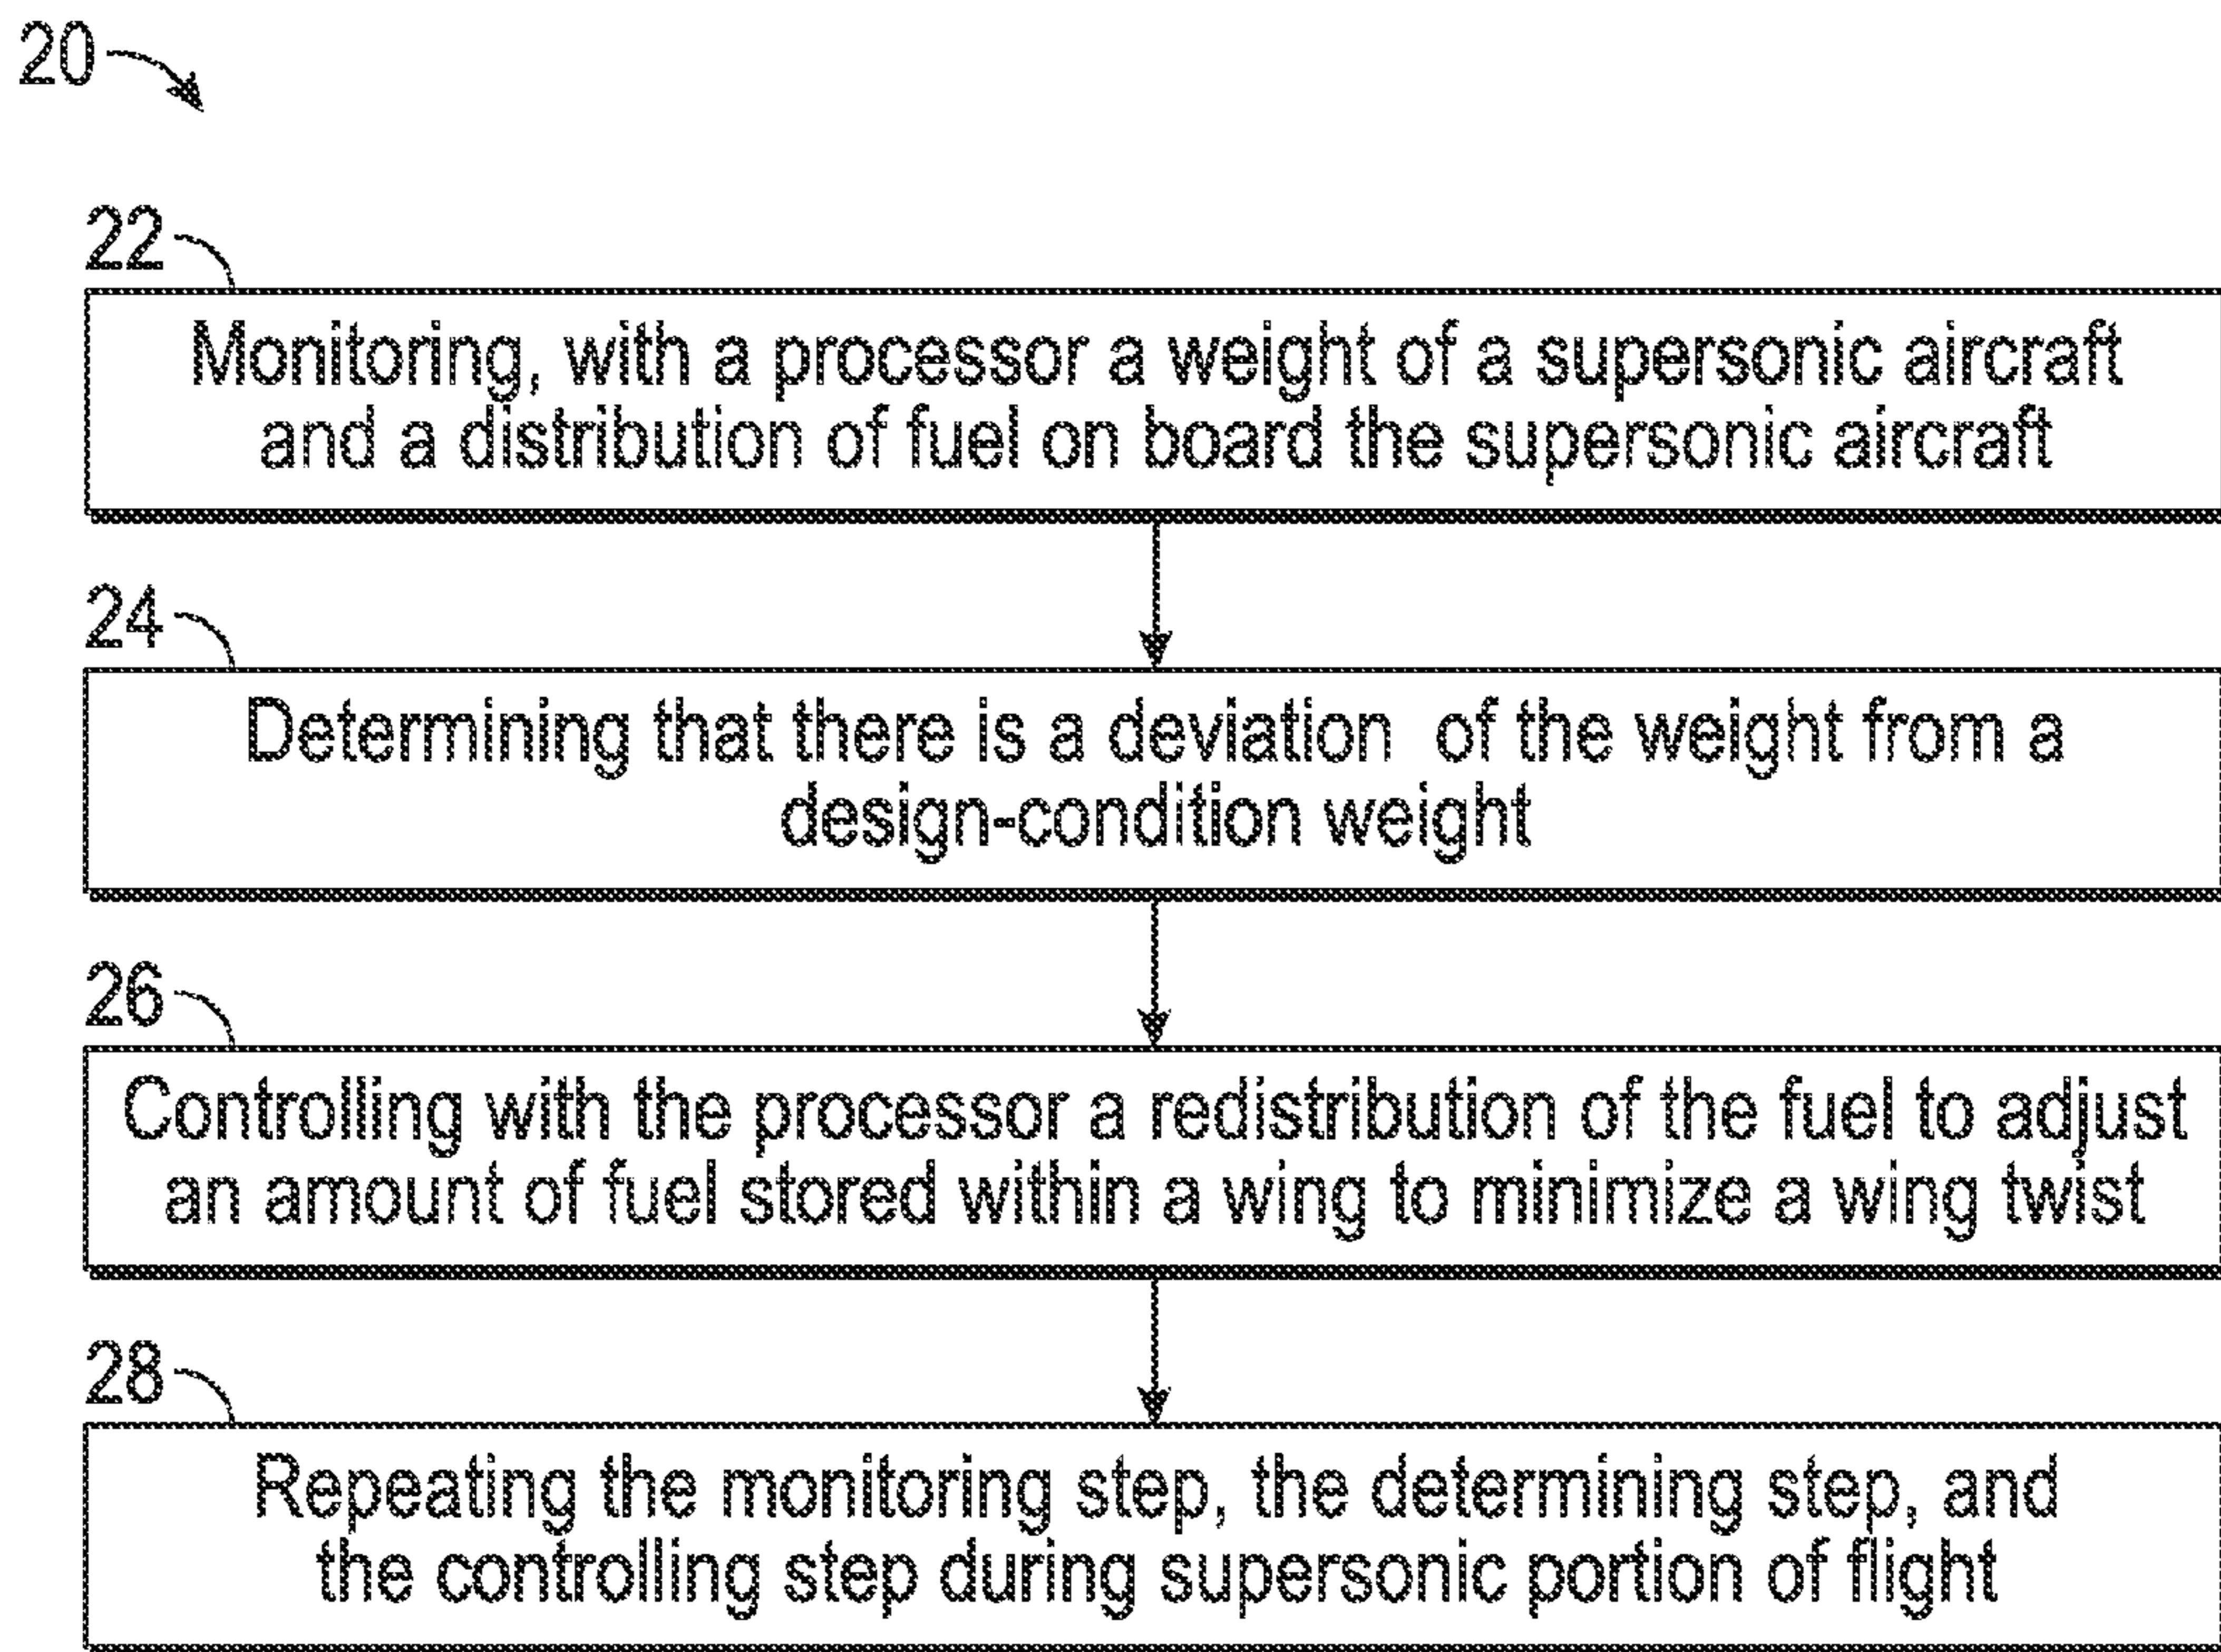 20
22
Monitoring, with a processor a weight of a supersonic aircraft
and a distribution of fuel on board the supersonic aircraft
24
Determining that there is a deviation of the weight from a
design-condition weight
26
Controlling with the processor a redistribution of the fuel to adjust
an amount of fuel stored within a wing to minimize a wing twist
28
Repeating the monitoring step, the determining step, and
the controlling step during supersonic portion of flight